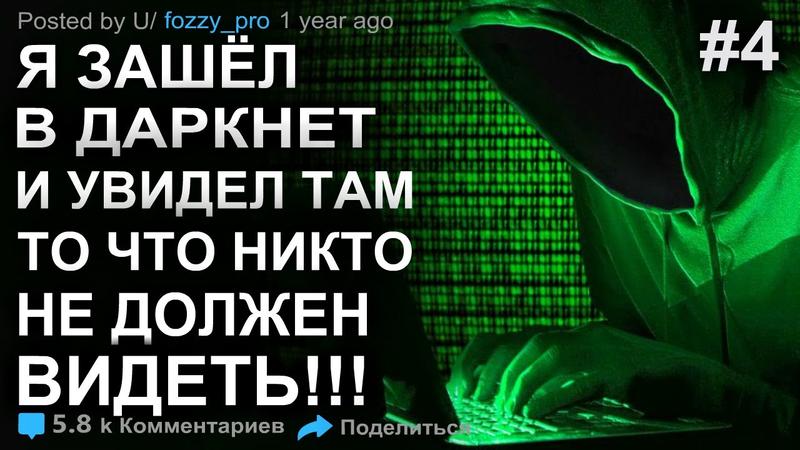 Posted by U/ fozzy_pro 1 year ago
#4
Я ЗАШЁЛ
В ДАРКНЕТ
И УВИДЕЛ ТАМ
ТО ЧТО НИКТО
НЕ ДОЛЖЕН
ВИДЕТЬ!!!
5.8 k Комментариев Поделиться